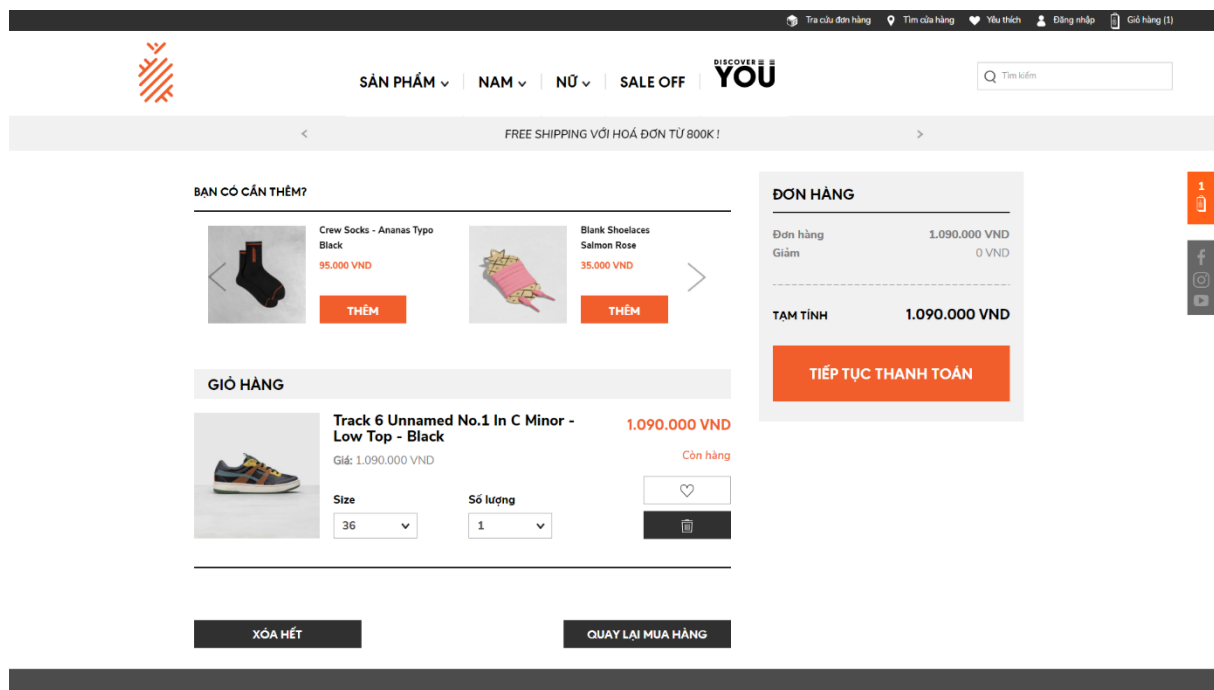 Tra cứu đơn hàng Tìm cửa hàng Yêu thích Đăng nhập Giỏ hàng (1)
SẢN PHẨM NAM NỮ SALE OFF DISCOVER YOU
Tìm kiếm
FREE SHIPPING VỚI HOÁ ĐƠN TỪ 800K !
BẠN CÓ CẦN THÊM?
Crew Socks - Ananas Typo
Black
95.000 VND
THÊM
Blank Shoelaces
Salmon Rose
35.000 VND
THÊM
GIỎ HÀNG
Track 6 Unnamed No.1 In C Minor -
Low Top - Black
Giá: 1.090.000 VND
1.090.000 VND
Còn hàng
Size Số lượng
36 1
XÓA HẾT QUAY LẠI MUA HÀNG
ĐƠN HÀNG
Đơn hàng 1.090.000 VND
Giảm 0 VND
TẠM TÍNH 1.090.000 VND
TIẾP TỤC THANH TOÁN
1